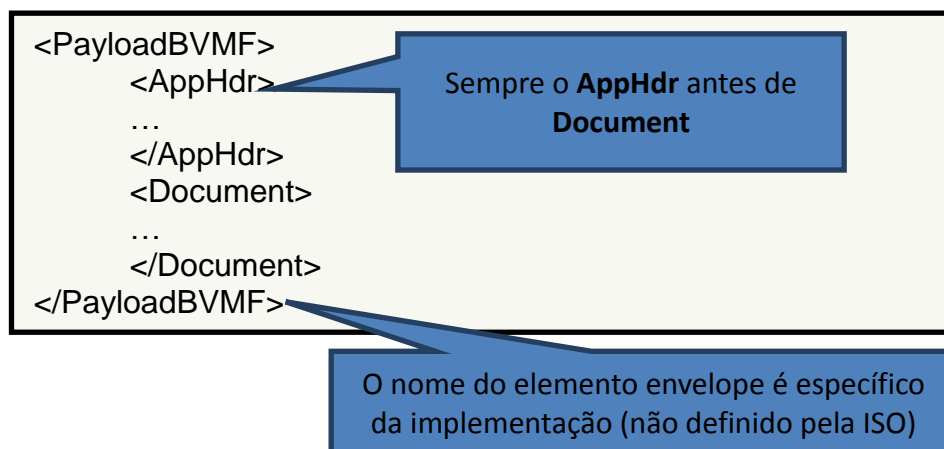 <PayloadBVMF>
<AppHdr>
Sempre o AppHdr antes de
Document
…
</AppHdr>
<Document>
…
</Document>
</PayloadBVMF>
O nome do elemento envelope é específico
da implementação (não definido pela ISO)